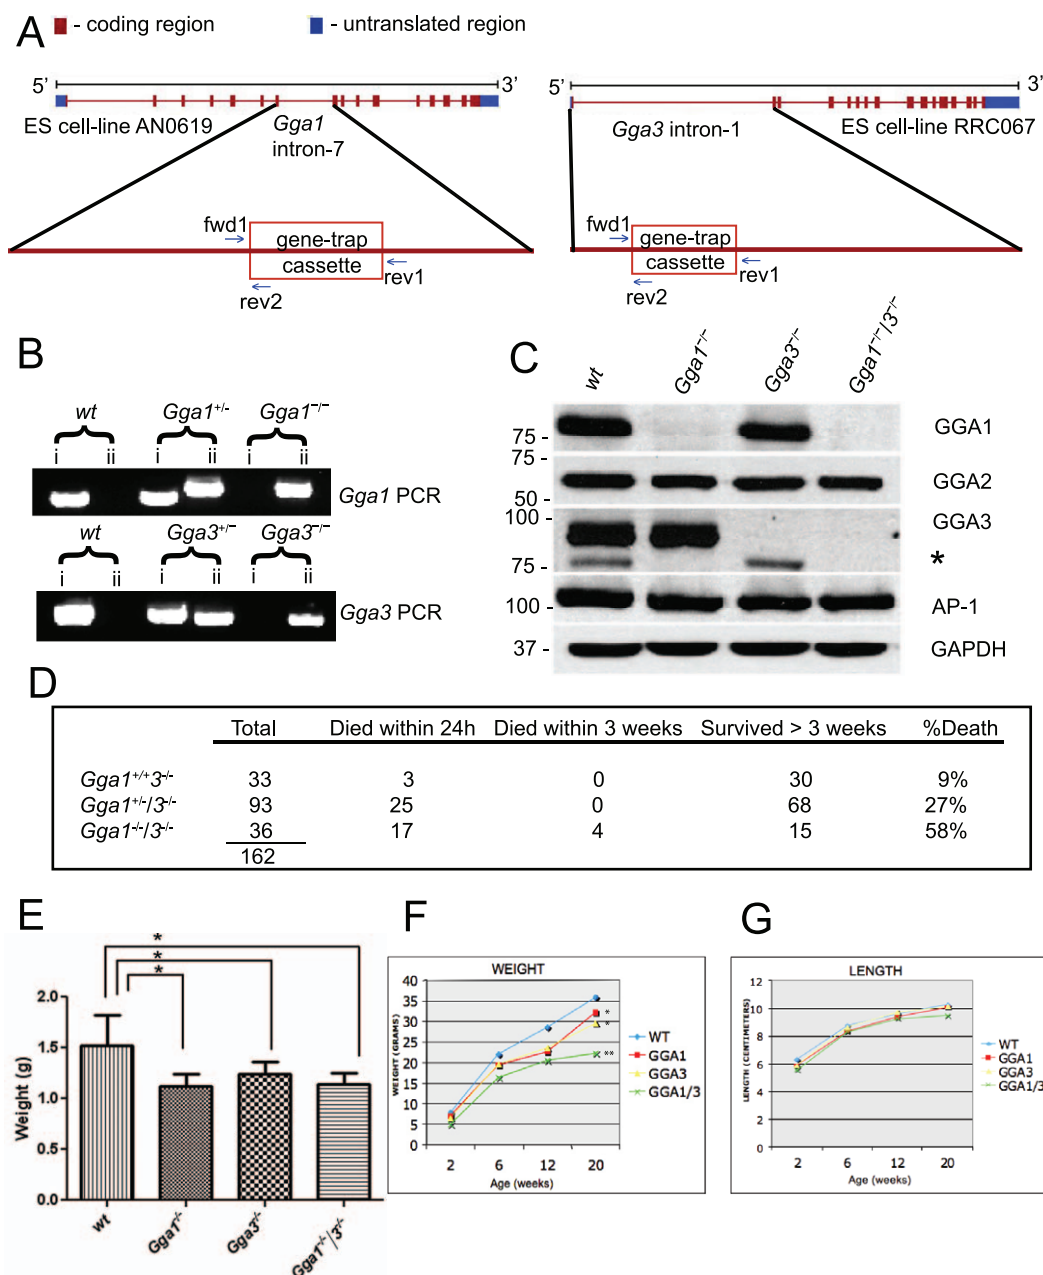 A
- coding region
- untranslated region
5’
3’
5’
3’
ES cell-line AN0619
Gga1
intron-7
Gga3 intron-1
ES cell-line RRC067
fwd1
gene-trap
cassette
rev1
rev2
fwd1
gene-trap
cassette
rev1
rev2
B
wt
Gga1+/-
Gga1−/−
i
ii
i
ii
i
ii
Gga1 PCR
wt
Gga3+/−
Gga3−/−
i
ii
i
ii
i
ii
Gga3 PCR
C
wt
Gga1−/−
Gga3−/−
Gga1−/−/3−/−
75 -
GGA1
75 -
50 -
GGA2
100 -
75 -
GGA3
*
100 -
AP-1
37 -
GAPDH
D
Total Died within 24h Died within 3 weeks Survived > 3 weeks %Death
Gga1+/+3-/- 33 3 0 30 9%
Gga1+/-/3-/- 93 25 0 68 27%
Gga1-/-/3-/- 36 17 4 15 58%
162
E
*
*
*
Weight (g)
2.0
1.5
1.0
0.5
0.0
wt
Gga1-/-
Gga3-/-
Gga1-/-/3-/-
F
WEIGHT
WEIGHT (GRAMS)
40
35
30
25
20
15
10
5
0
2 6 12 20
Age (weeks)
*
*
**
WT
GGA1
GGA3
GGA1/3
G
LENGTH
LENGTH (CENTIMETERS)
12
10
8
6
4
2
0
2 6 12 20
Age (weeks)
WT
GGA1
GGA3
GGA1/3